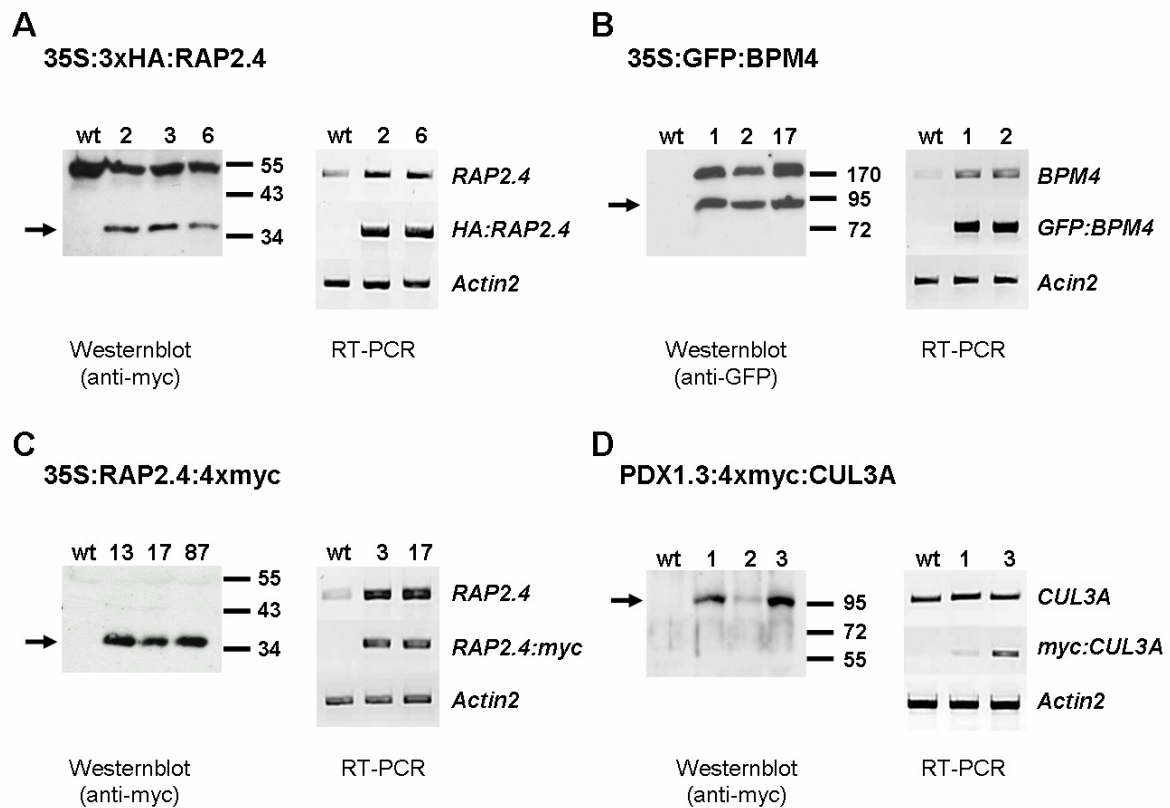 A
35S:3xHA:RAP2.4
wt 2 3 6
55
43
34
wt 2 6
RAP2.4
HA:RAP2.4
Actin2
Westernblot
(anti-myc)
RT-PCR
B
35S:GFP:BPM4
wt 1 2 17
170
95
72
wt 1 2
BPM4
GFP:BPM4
Acin2
Westernblot
(anti-GFP)
RT-PCR
C
35S:RAP2.4:4xmyc
wt 13 17 87
55
43
34
wt 3 17
RAP2.4
RAP2.4:myc
Actin2
Westernblot
(anti-myc)
RT-PCR
D
PDX1.3:4xmyc:CUL3A
wt 1 2 3
95
72
55
wt 1 3
CUL3A
myc:CUL3A
Actin2
Westernblot
(anti-myc)
RT-PCR